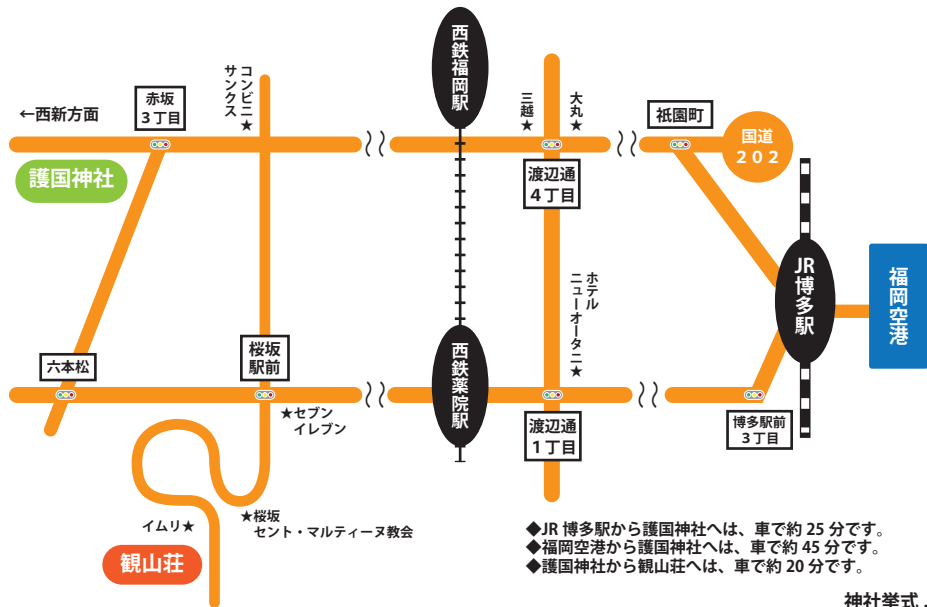 西鉄福岡駅
コンビニ★
サンクス
赤坂
３丁目
←西新方面
三越★
大丸★
祇園町
国道
２０２
護国神社
渡辺通
４丁目
JR博多駅
福岡空港
ホテル
ニューオータニ★
六本松
桜坂
駅前
西鉄薬院駅
★セブン
イレブン
渡辺通
１丁目
博多駅前
３丁目
イムリ★
★桜坂
セント・マルティーヌ教会
観山荘
◆JR 博多駅から護国神社へは、車で約 25 分です。
◆福岡空港から護国神社へは、車で約 45 分です。
◆護国神社から観山荘へは、車で約 20 分です。
神社挙式